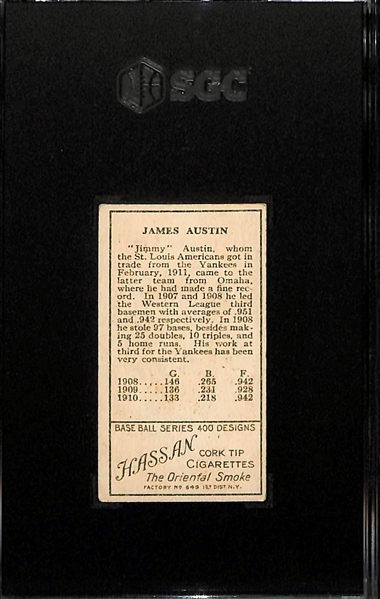 SGC
JAMES AUSTIN
"Jimmy" Austin, whom
the St. Louis Americans got in
trade from the Yankees in
February, 1911, came to the
latter team from Omaha,
where he had made a fine rec-
ord. In 1907 and 1908 he led
the Western League third
basemen with averages of .951
and .942 respectively. In 1908
he stole 97 bases, besides mak-
ing 25 doubles, 10 triples, and
5 home runs. His work at
third for the Yankees has been
very consistent.
G. B. F.
1908.....146 .265 .942
1909.....136 .231 .928
1910.....133 .218 .942
BASE BALL SERIES 400 DESIGNS
HASSAN CORK TIP
CIGARETTES
The Oriental Smoke
FACTORY No 649 1ST DIST. N.Y.